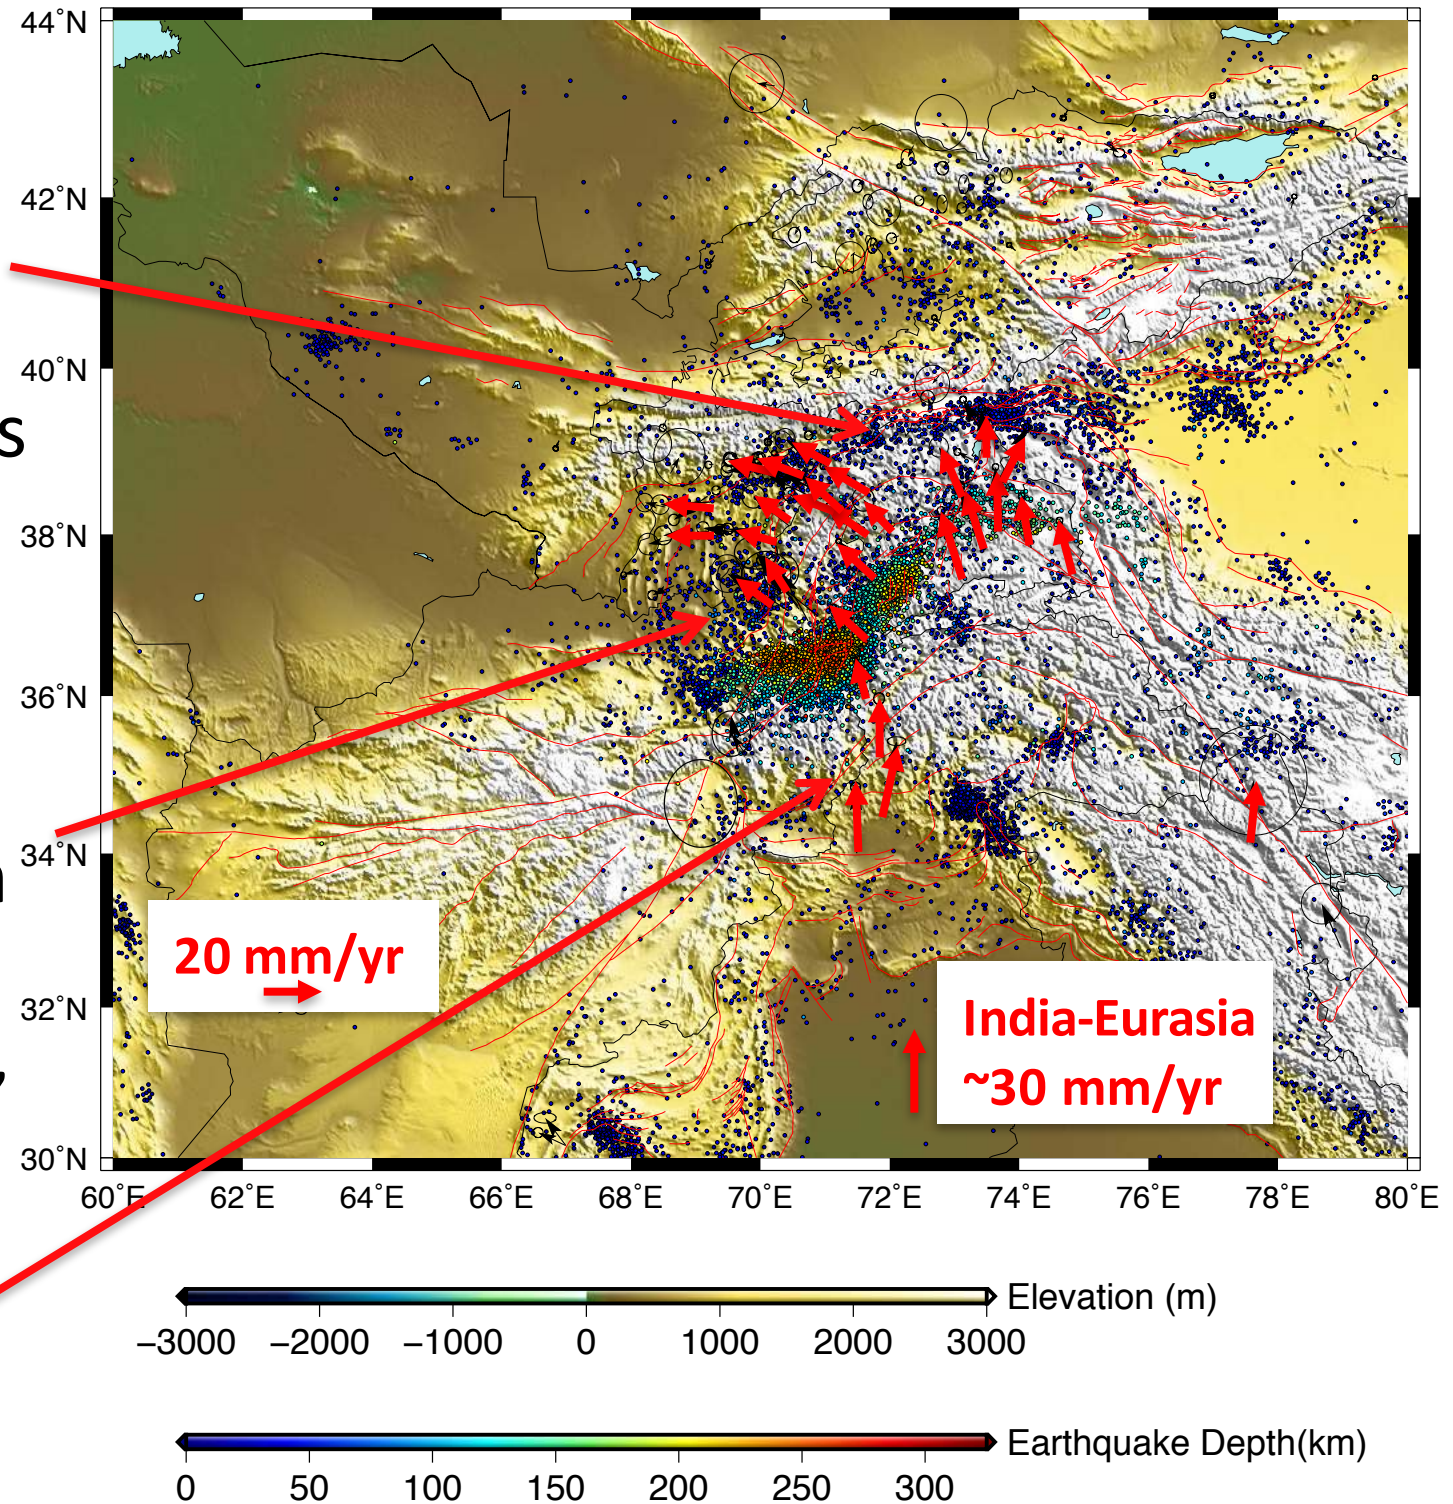 44°N
42°N
40°N
s
38°N
36°N
34°N
n
20 mm/yr
32°N
India-Eurasia
~30 mm/yr
,
30°N
60°E 62°E 64°E 66°E 68°E 70°E 72°E 74°E 76°E 78°E 80°E
Elevation (m)
−3000 −2000 −1000 0 1000 2000 3000
Earthquake Depth(km)
0 50 100 150 200 250 300